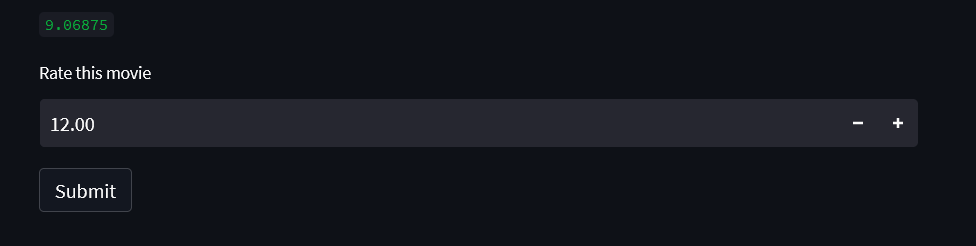 9.06875
Rate this movie
12.00 − +
Submit